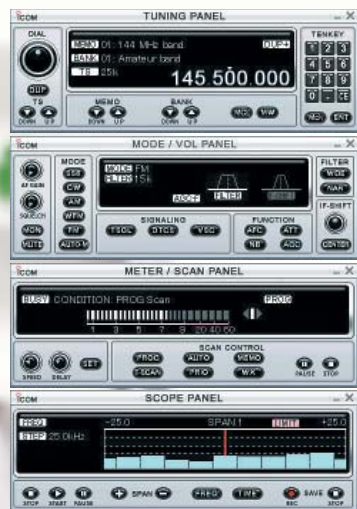 ICOM TUNING PANEL
DIAL
TENKEY
MEMO 01: 144 MHz band DUP+
BANK 01: Amateur band
TS 25k
145.500.000
1 2 3
4 5 6
7 8 9
0 . CE
DUP
TS MEMO BANK
MCL MW
DOWN UP DOWN UP DOWN UP
ENT
ICOM MODE / VOL PANEL
MODE
FILTER
AF GAIN
SQUELCH
MON
MUTE
SSB
CW
AM
WFM
FM
AUTO-M
MODE FM
FILTER 15k
FILTER
SIGNALING
TSQL DTCS VSC
FUNCTION
AFC ATT
NB AGC
WIDE
NAR
IF-SHIFT
CENTER
ICOM METER / SCAN PANEL
BUSY CONDITION: PROG Scan PROG
1 3 5 7 9 20 40 60
SCAN CONTROL
SPEED DELAY SET
PROG AUTO MEMO
T-SCAN PRIO WX
PAUSE STOP
ICOM SCOPE PANEL
FREQ -25.0 SPAN 1 LIMIT +25.0
STEP 25.0kHz
STOP START PAUSE
SPAN
FREQ TIME
REC SAVE STOP